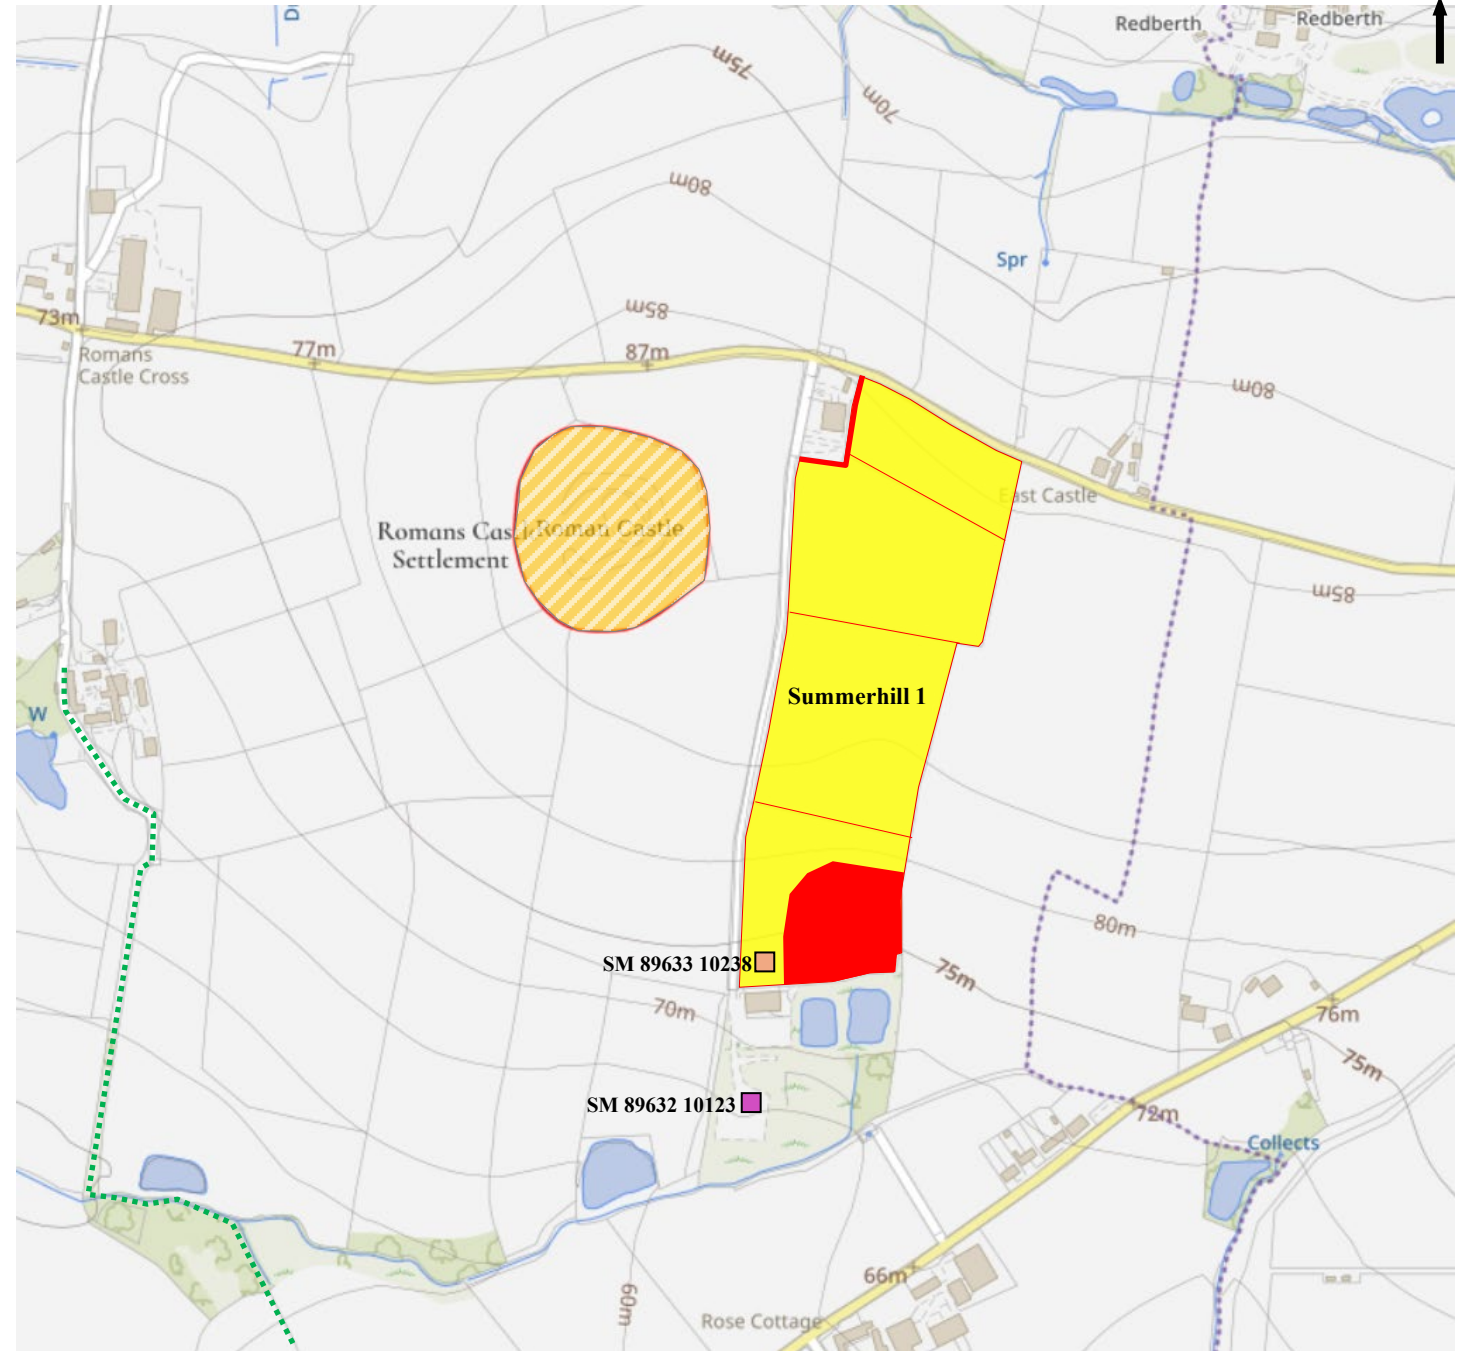 D
Redberth
Redberth
75m
70m
80m
Spr
85m
73m
77m
87m
Romans
Castle Cross
80m
East Castle
Romans Cas
Roman Castle
Settlement
85m
Summerhill 1
W
80m
SM 89633 10238
75m
70m
76m
75m
SM 89632 10123
72m
Collects
66m
60m
Rose Cottage